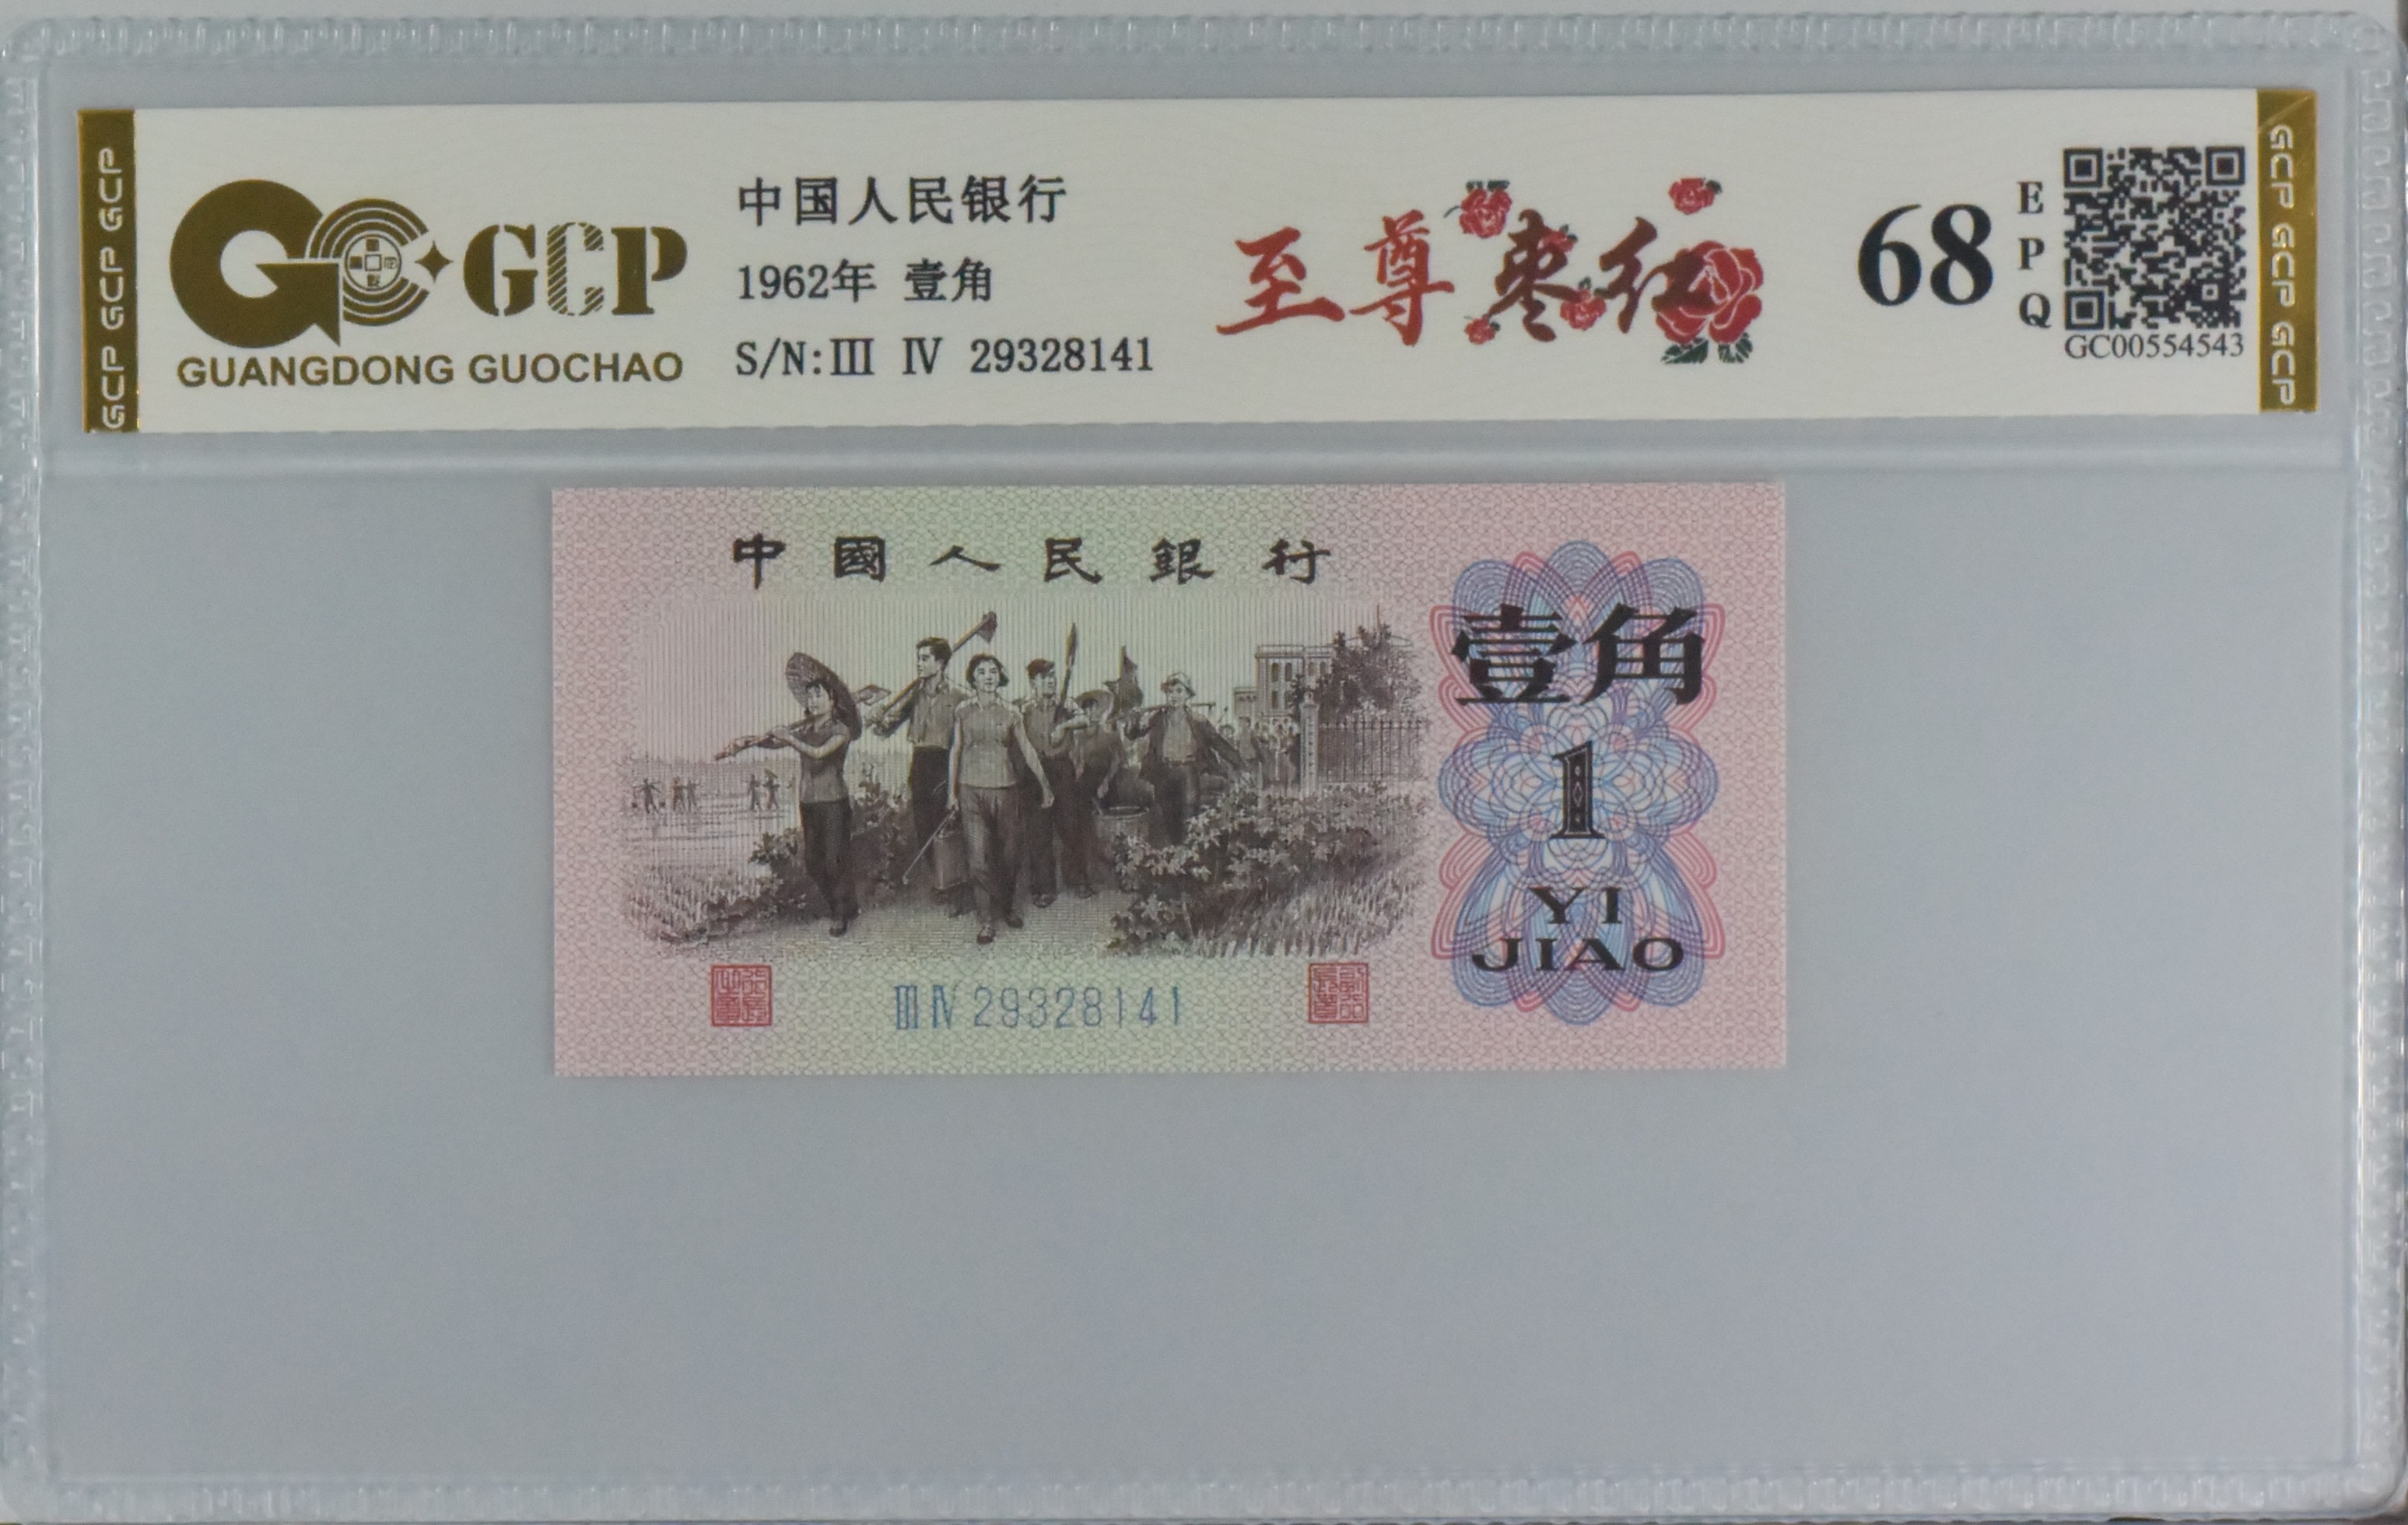 GCP GCP GCP
GCP
GUANGDONG GUOCHAO
中国人民银行
1962年 壹角
S/N:Ⅲ Ⅳ 29328141
至尊枣红
68
EPQ
GC00554543
GCP GCP GCP
中國人民銀行
壹角
1
YI
JIAO
Ⅲ Ⅳ 29328141